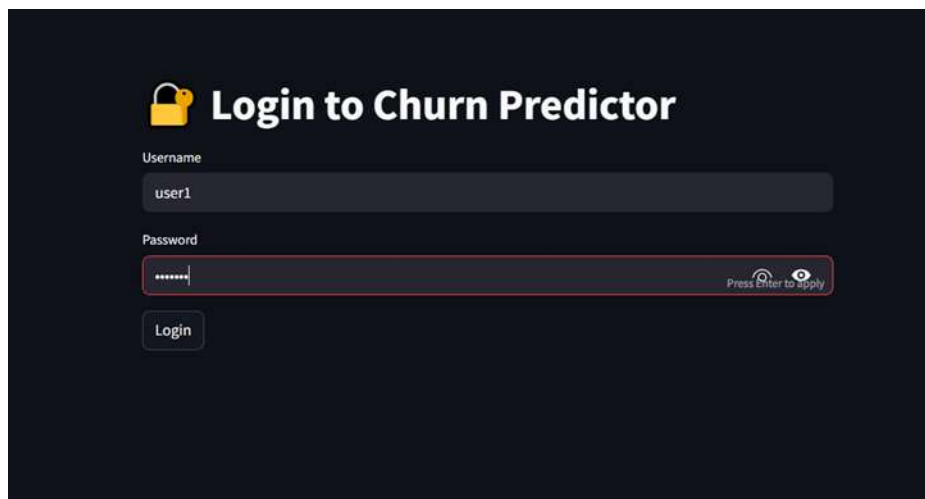 Login to Churn Predictor
Username
user1
Password
•••••••
Press Enter to apply
Login